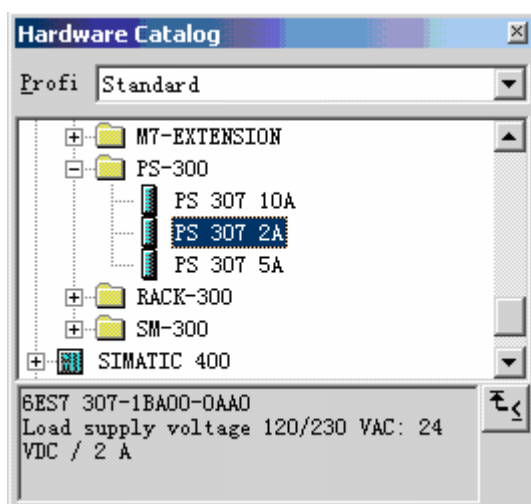 Hardware Catalog
Profi Standard
M7-EXTENSION
PS-300
PS 307 10A
PS 307 2A
PS 307 5A
RACK-300
SM-300
SIMATIC 400
6ES7 307-1BA00-0AA0
Load supply voltage 120/230 VAC: 24
VDC / 2 A